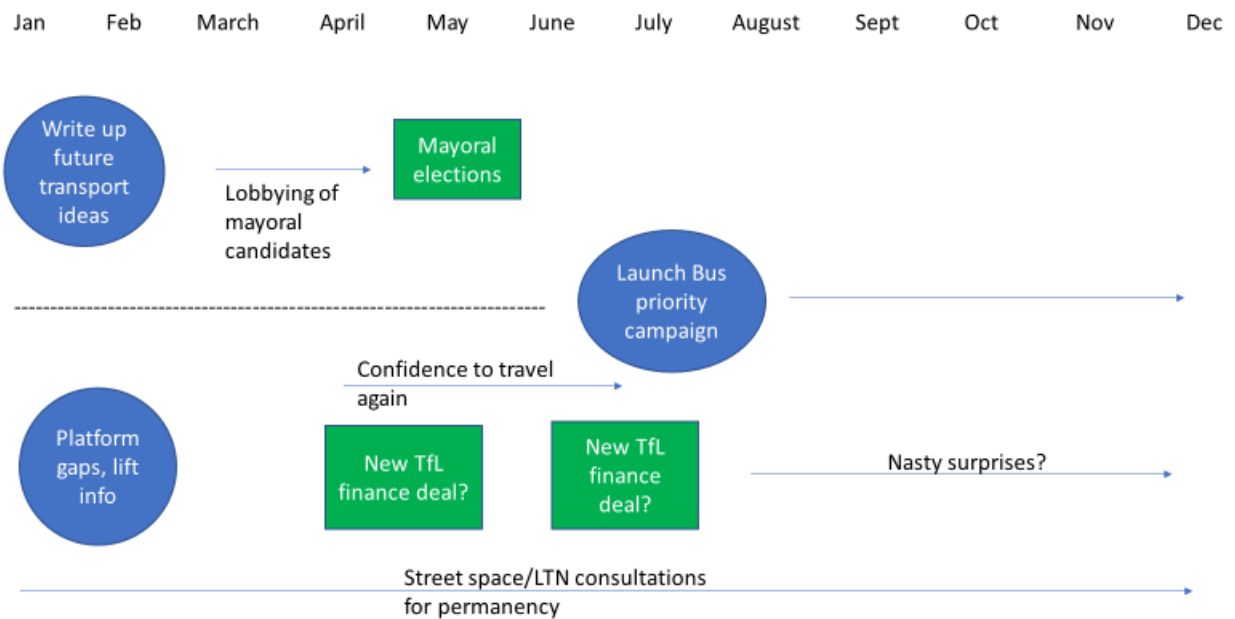 Jan Feb March April May June July August Sept Oct Nov Dec
Write up
future
transport
ideas
Lobbying of
mayoral
candidates
Mayoral
elections
Launch Bus
priority
campaign
Confidence to travel
again
Platform
gaps, lift
info
New TfL
finance deal?
New TfL
finance
deal?
Nasty surprises?
Street space/LTN consultations
for permanency